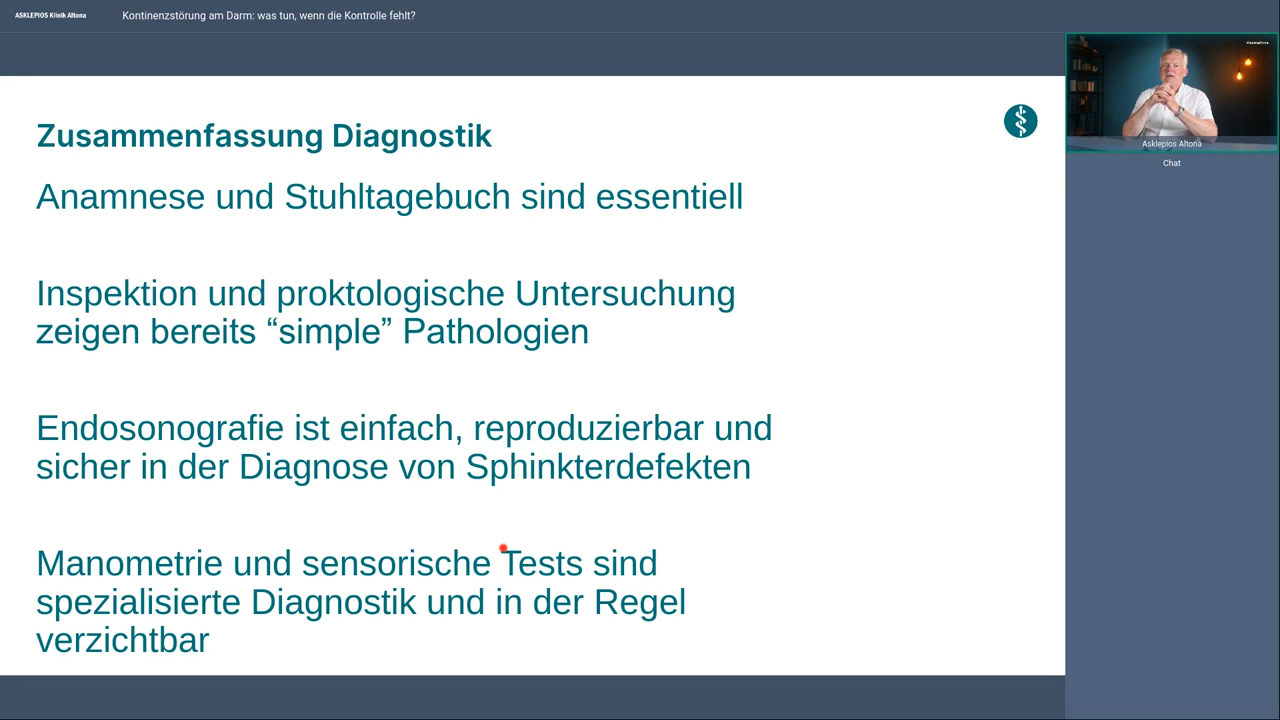 ASKLEPIOS Klinik Altona
Kontinenzstörung am Darm: was tun, wenn die Kontrolle fehlt?
Zusammenfassung Diagnostik
Anamnese und Stuhltagebuch sind essentiell
Inspektion und proktologische Untersuchung
zeigen bereits “simple” Pathologien
Endosonografie ist einfach, reproduzierbar und
sicher in der Diagnose von Sphinkterdefekten
Manometrie und sensorische Tests sind
spezialisierte Diagnostik und in der Regel
verzichtbar
Asklepios Altona
Chat